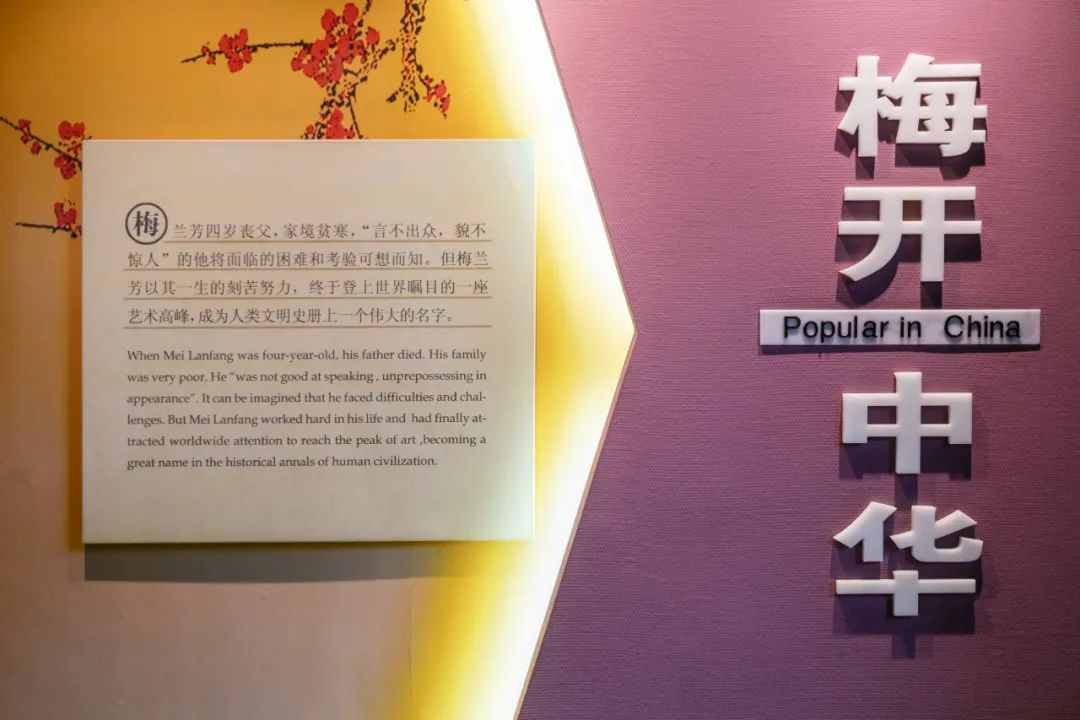 梅兰芳四岁丧父，家境贫寒，“言不出众，貌不
惊人”的他将面临的困难和考验可想而知。但梅兰
芳以其一生的刻苦努力，终于登上世界瞩目的一座
艺术高峰，成为人类文明史册上一个伟大的名字。
When Mei Lanfang was four-year-old, his father died. His family
was very poor. He “was not good at speaking , unprepossessing in
appearance”. It can be imagined that he faced difficulties and chal-
lenges. But Mei Lanfang worked hard in his life and had finally at-
tracted worldwide attention to reach the peak of art ,becoming a
great name in the historical annals of human civilization.
梅开
Popular in China
中华